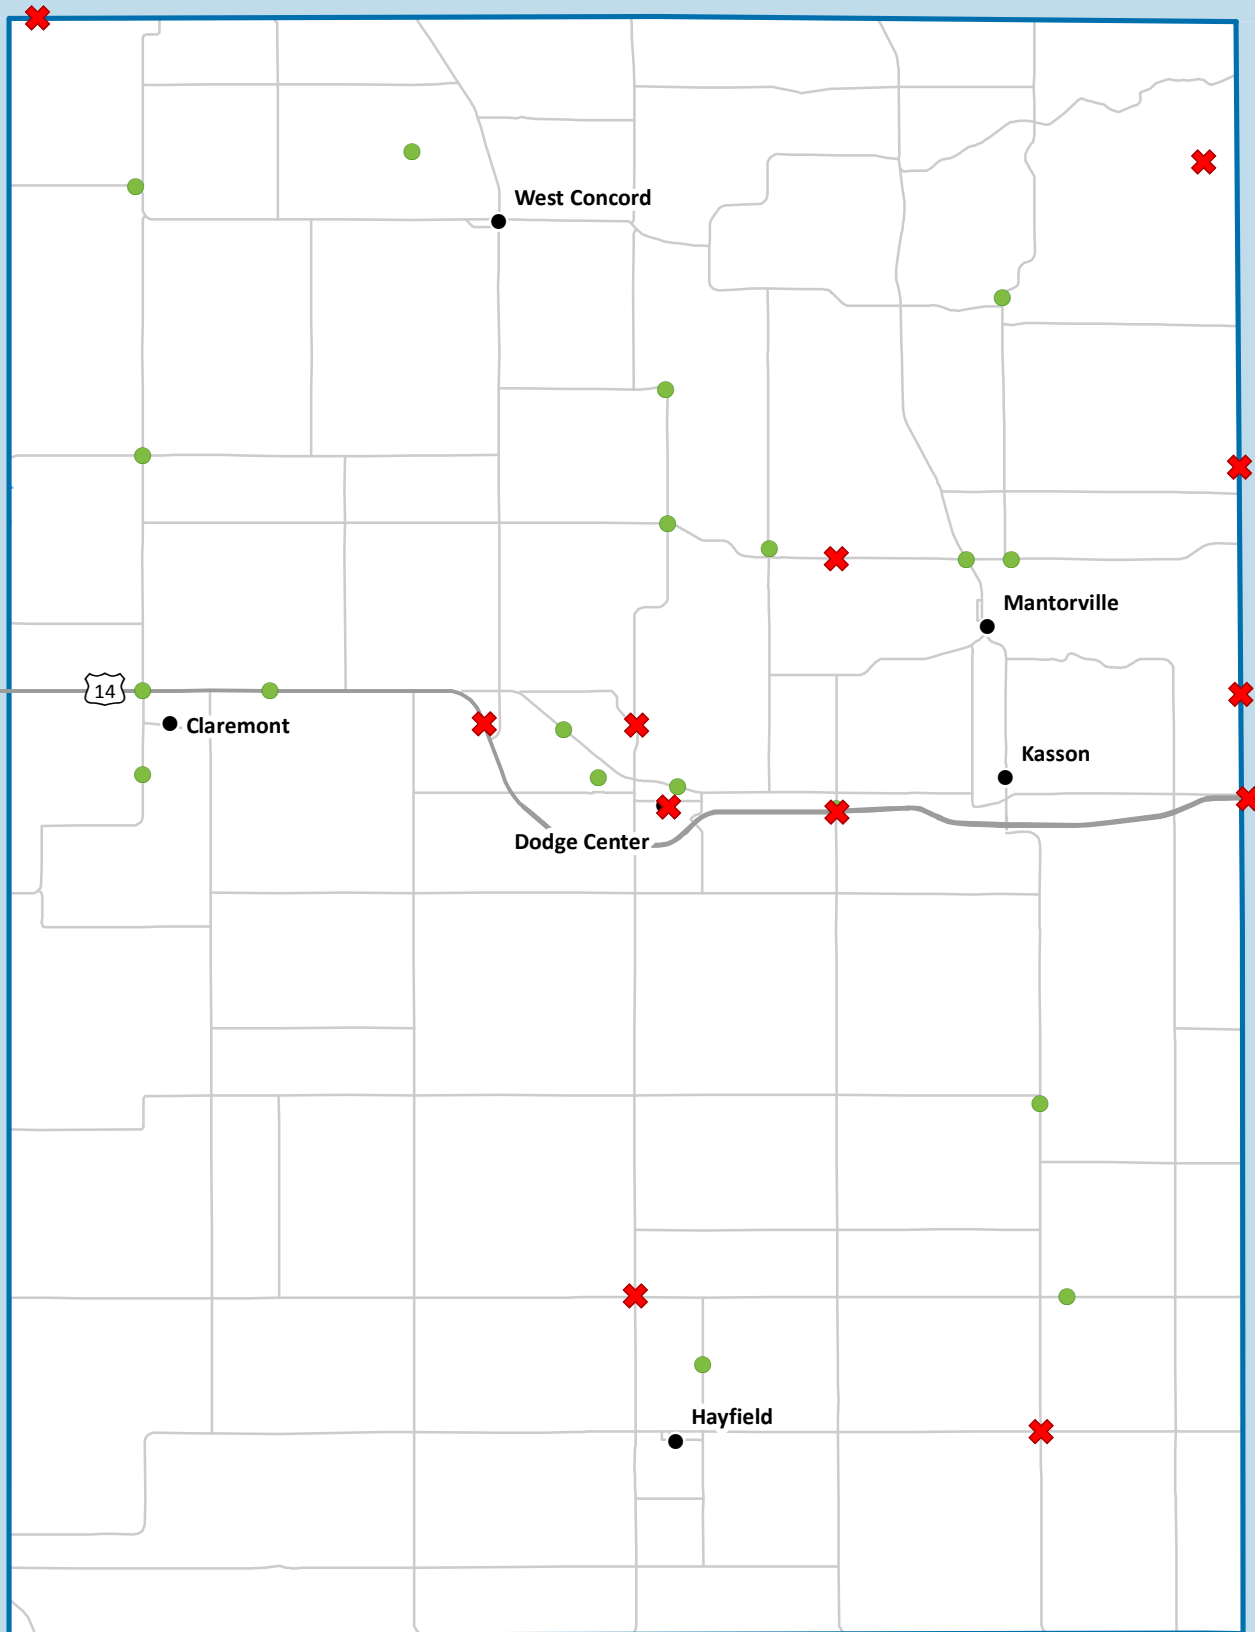 West Concord
Mantorville
14
Claremont
Kasson
Dodge Center
Hayfield